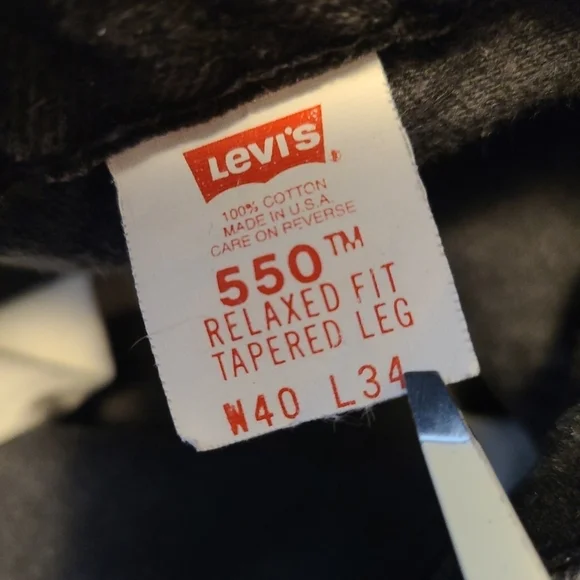 Levi's ®
100% COTTON
MADE IN U.S.A.
CARE ON REVERSE
550™
RELAXED FIT
TAPERED LEG
W40 L34